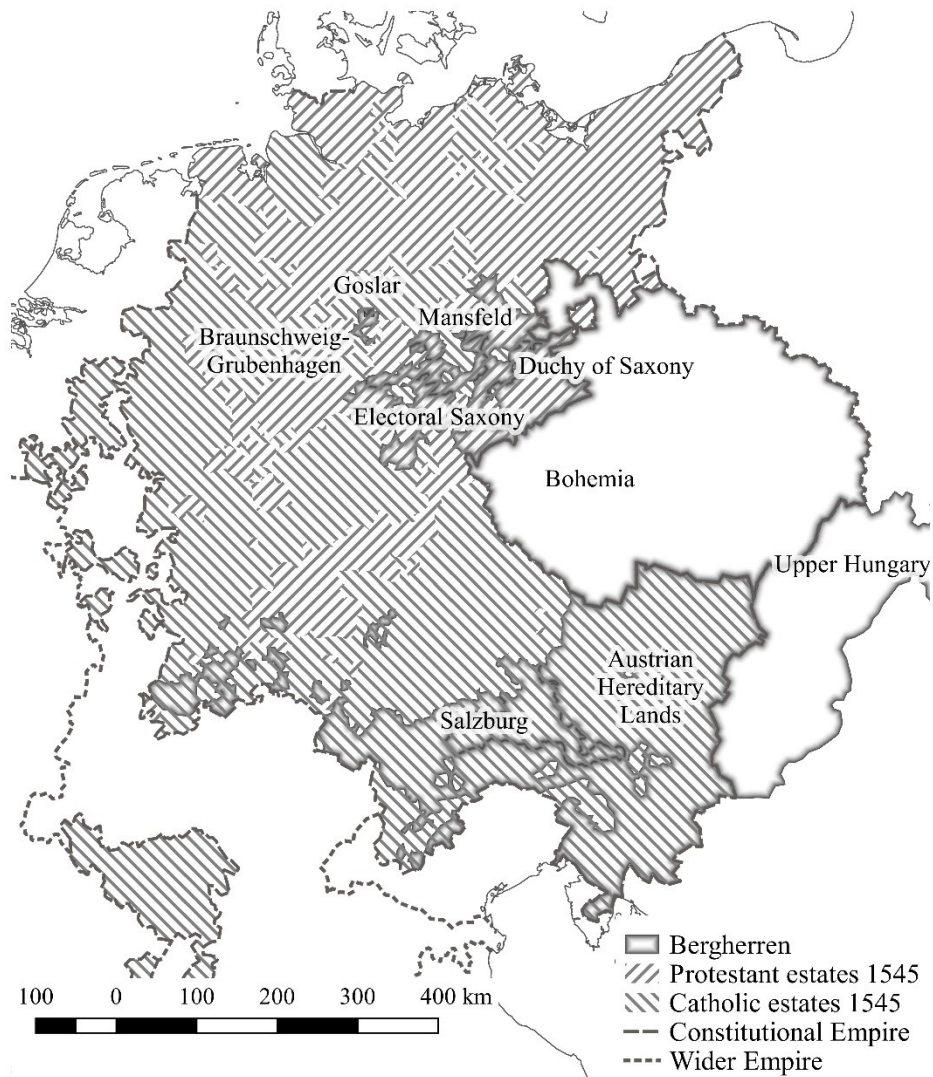 Goslar
Mansfeld
Braunschweig-
Grubenhagen
Duchy of Saxony
Electoral Saxony
Bohemia
Upper Hungary
Austrian
Hereditary
Lands
Salzburg
Bergherren
Protestant estates 1545
Catholic estates 1545
Constitutional Empire
Wider Empire
100 0 100 200 300 400 km